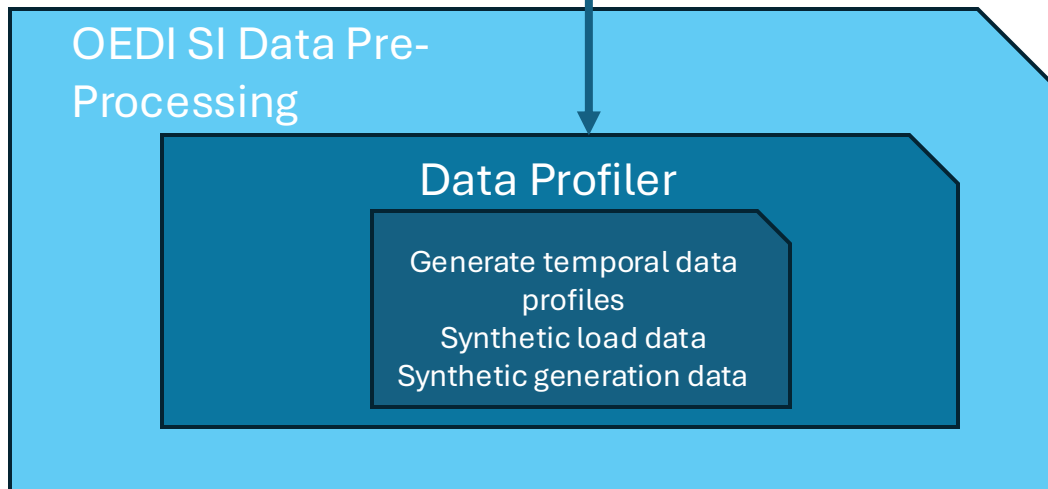 OEDI SI Data Pre-
Processing
Data Profiler
Generate temporal data
profiles
Synthetic load data
Synthetic generation data